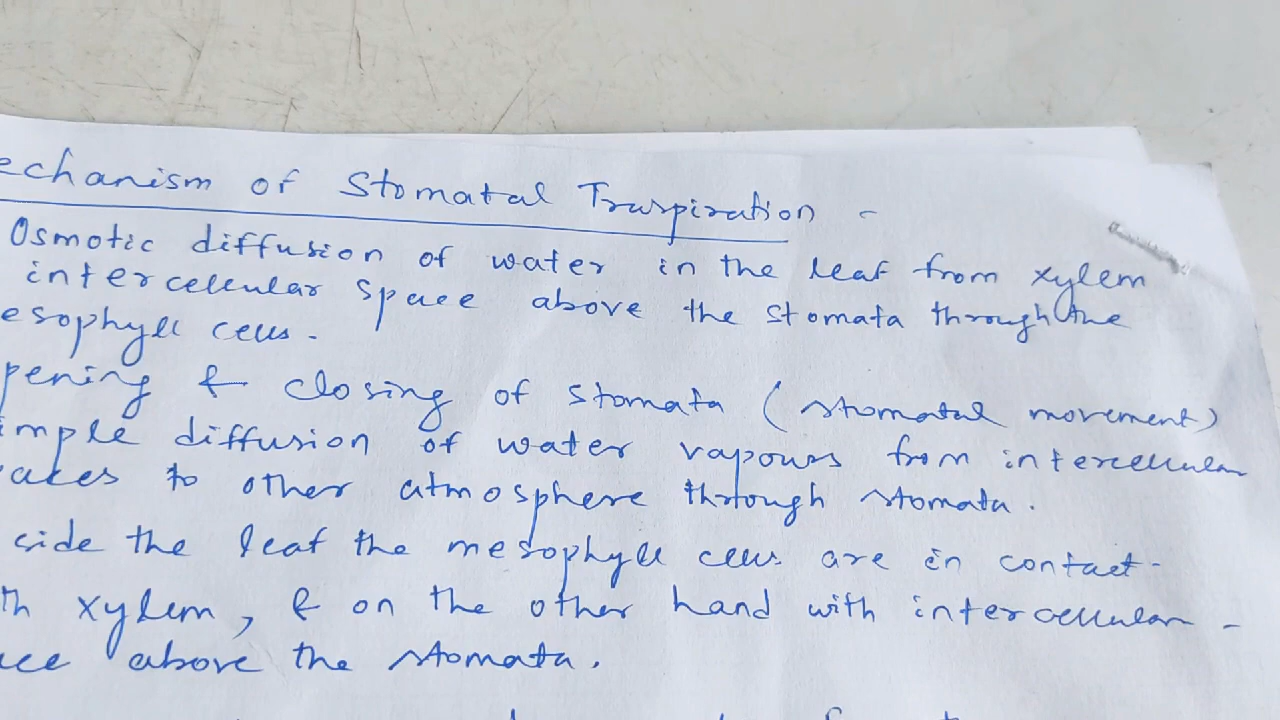 echanism of Stomatal Traspiration -
Osmotic diffusion of water in the leaf from xylem
intercellular space above the stomata through the
esophyll cells.
pening & closing of stomata (stomatal movement)
imple diffusion of water vapours from intercellular
akes to other atmosphere through stomata.
side the leaf the mesophyll cells are in contact-
th xylem, & on the other hand with intercellular -
ace above the stomata.